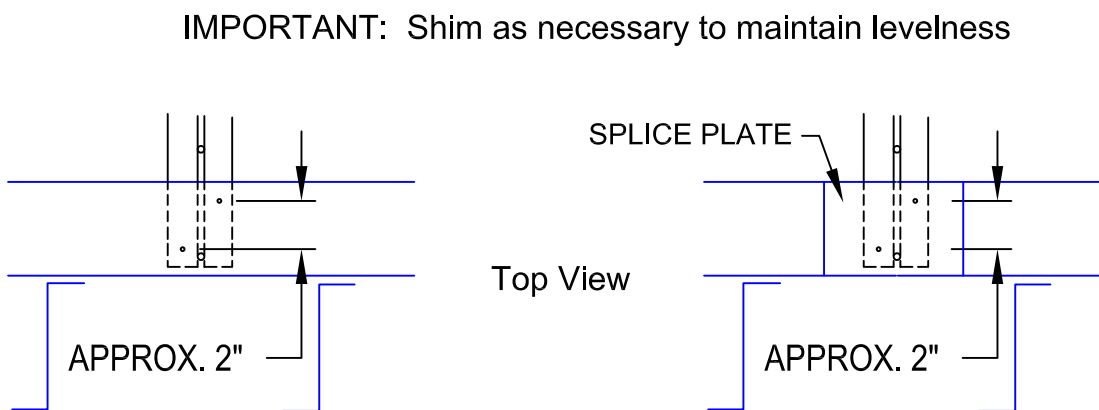 IMPORTANT:  Shim as necessary to maintain levelness
SPLICE PLATE
Top View
APPROX. 2"
APPROX. 2"